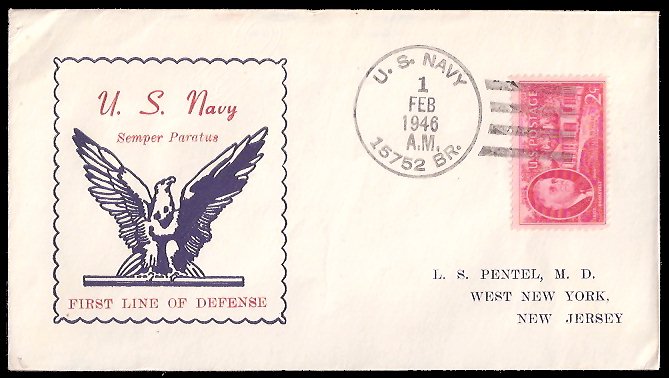 U. S. Navy
Semper Paratus
FIRST LINE OF DEFENSE
U. S. NAVY
1
FEB
1946
A.M.
15752 BR.
U.S. POSTAGE
2¢
L. S. PENTEL, M. D.
WEST NEW YORK,
NEW JERSEY